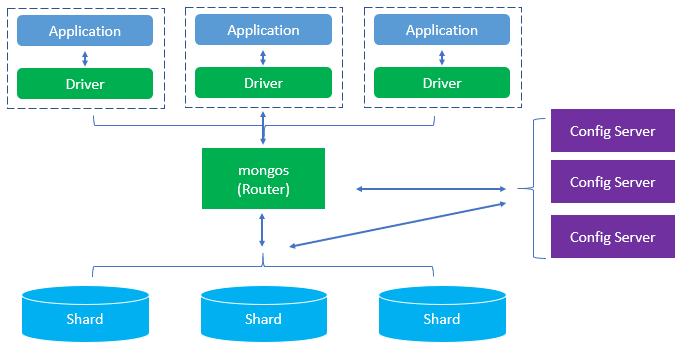 Application
Driver
Application
Driver
Application
Driver
mongos
(Router)
Config Server
Config Server
Config Server
Shard
Shard
Shard